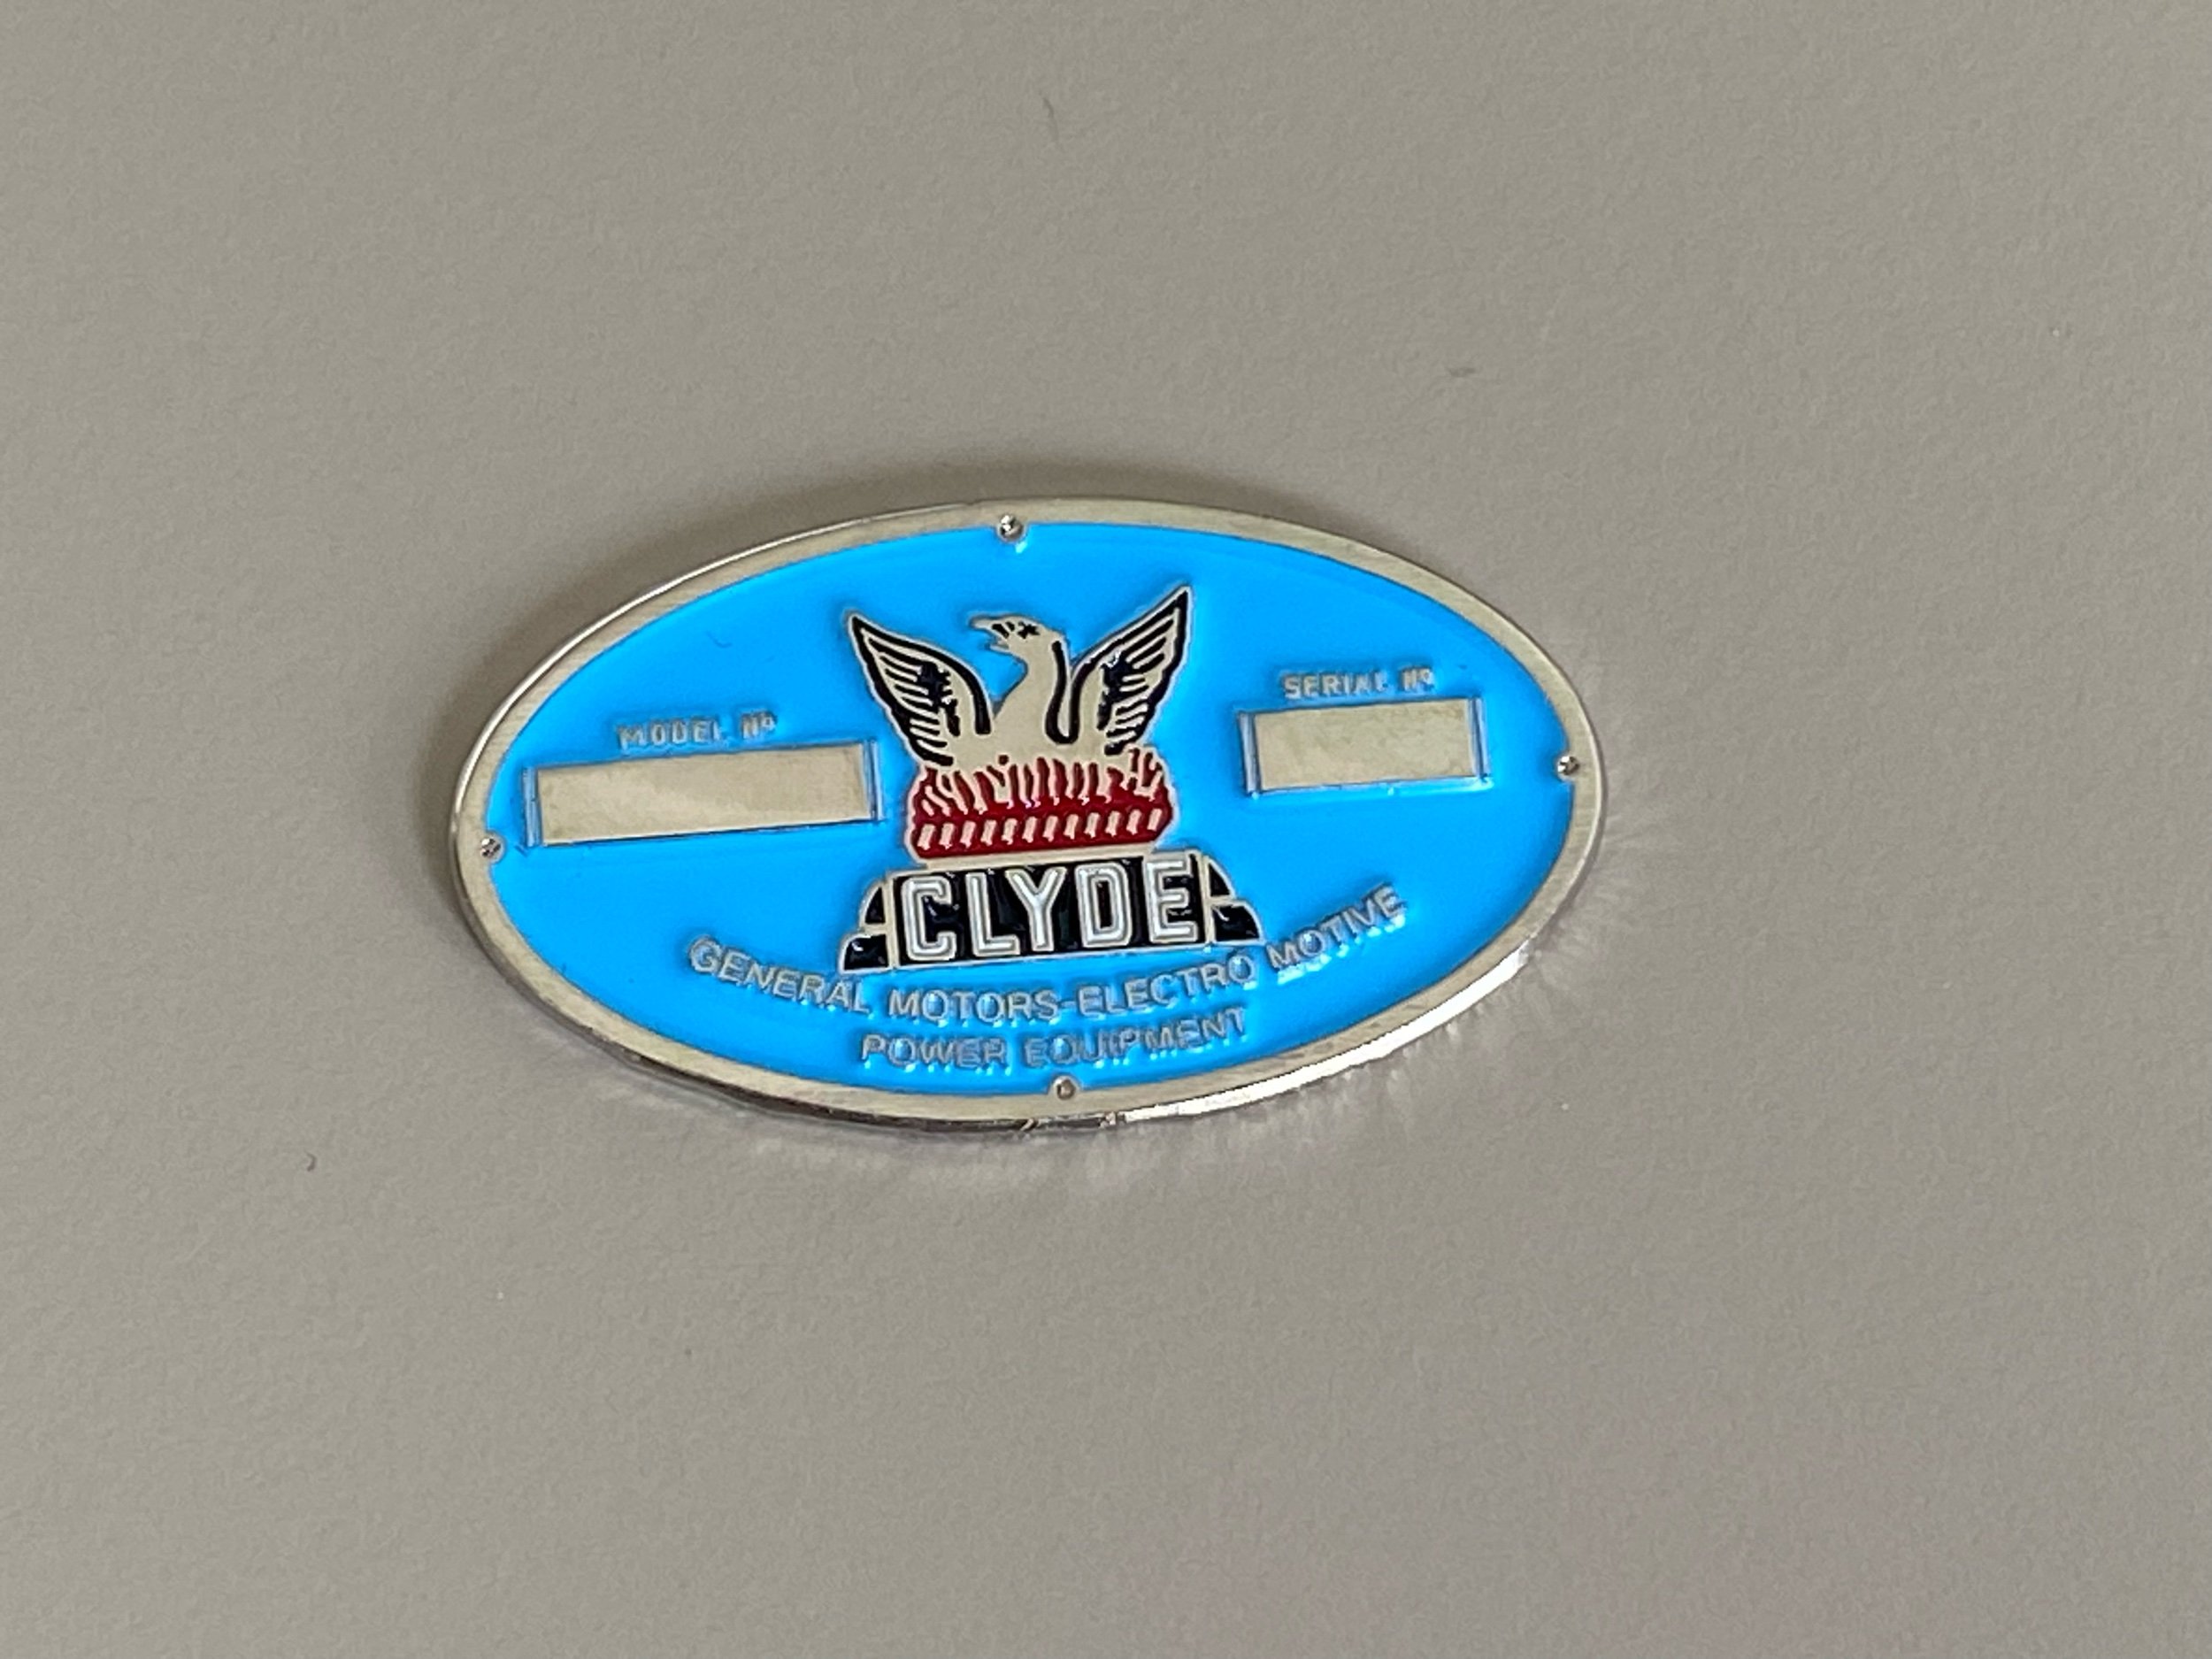 MODEL Nº
SERIAL Nº
CLYDE
GENERAL MOTORS-ELECTRO MOTIVE
POWER EQUIPMENT